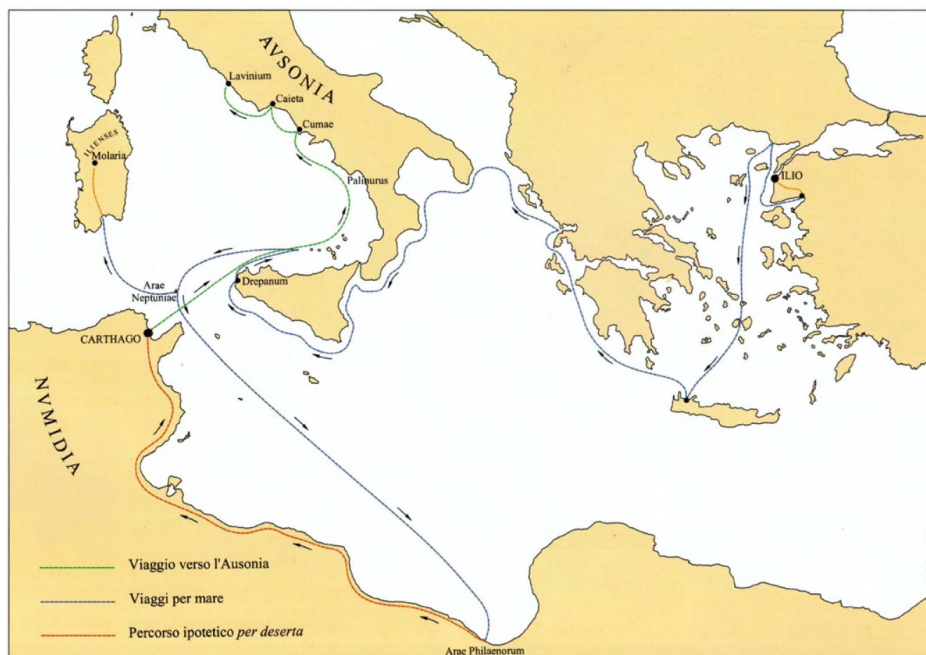 AVSONIA
Lavinium
Caieta
Cumae
ILIENSES
Molaria
Palinurus
ILIO
Drepanum
Arae
Neptuniae
CARTHAGO
NVMIDIA
Viaggio verso l'Ausonia
Viaggi per mare
Percorso ipotetico per deserta
Arae Philaenorum